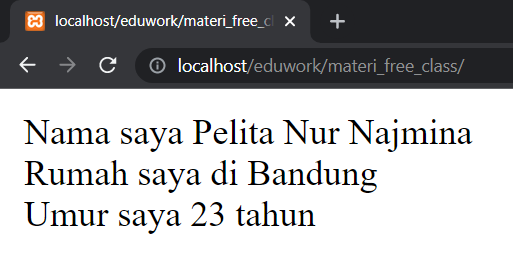 localhost/eduwork/materi_free_cl
localhost/eduwork/materi_free_class/
Nama saya Pelita Nur Najmina
Rumah saya di Bandung
Umur saya 23 tahun